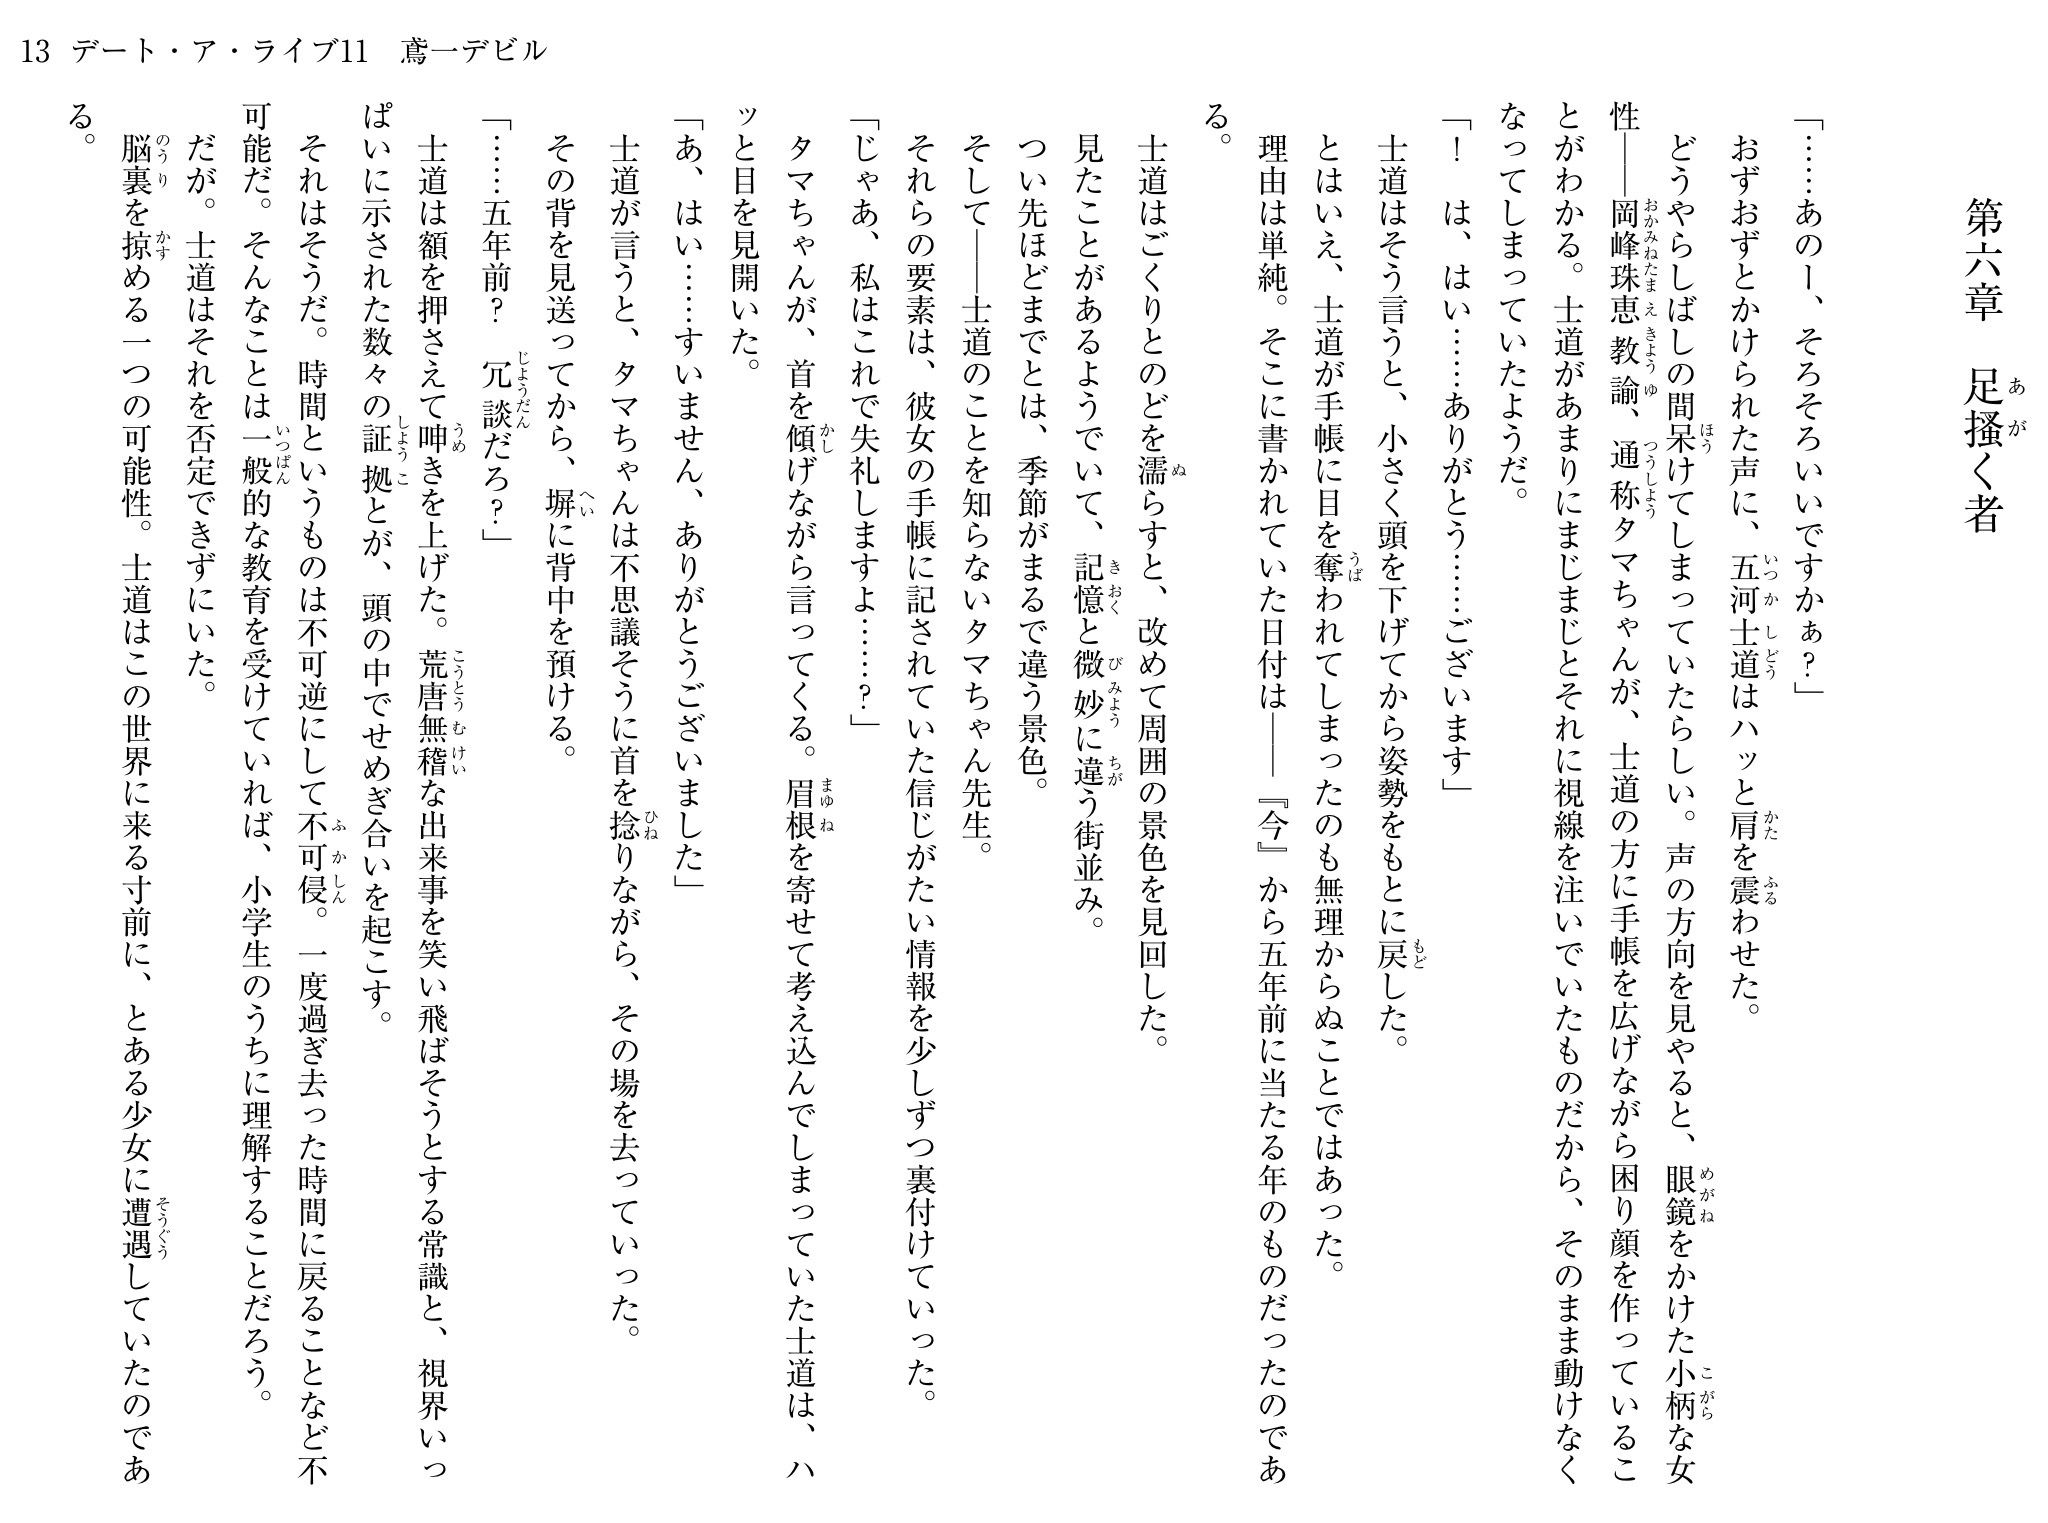 13 デート・ア・ライブ11　鳶一デビル
第六章　足掻く者
「……あのー、そろそろいいですかぁ?」
おずおずとかけられた声に、五河士道はハッと肩を震わせた。
どうやらしばしの間呆けてしまっていたらしい。声の方向を見やると、眼鏡をかけた小柄な女
性――岡峰珠恵教諭、通称タマちゃんが、士道の方に手帳を広げながら困り顔を作っているこ
とがわかる。士道があまりにまじまじとそれに視線を注いでいたものだから、そのまま動けなく
なってしまっていたようだ。
「!　は、はい……ありがとう……ございます」
士道はそう言うと、小さく頭を下げてから姿勢をもとに戻した。
とはいえ、士道が手帳に目を奪われてしまったのも無理からぬことではあった。
理由は単純。そこに書かれていた日付は――『今』から五年前に当たる年のものだったのであ
る。
士道はごくりとのどを濡らすと、改めて周囲の景色を見回した。
見たことがあるようでいて、記憶と微妙に違う街並み。
つい先ほどまでとは、季節がまるで違う景色。
そして――士道のことを知らないタマちゃん先生。
それらの要素は、彼女の手帳に記されていた信じがたい情報を少しずつ裏付けていった。
「じゃあ、私はこれで失礼しますよ……?」
タマちゃんが、首を傾げながら言ってくる。眉根を寄せて考え込んでしまっていた士道は、ハ
ッと目を見開いた。
「あ、はい……すいません、ありがとうございました」
士道が言うと、タマちゃんは不思議そうに首を捻りながら、その場を去っていった。
その背を見送ってから、塀に背中を預ける。
「……五年前?　冗談だろ?」
士道は額を押さえて呻きを上げた。荒唐無稽な出来事を笑い飛ばそうとする常識と、視界いっ
ぱいに示された数々の証拠とが、頭の中でせめぎ合いを起こす。
それはそうだ。時間というものは不可逆にして不可侵。一度過ぎ去った時間に戻ることなど不
可能だ。そんなことは一般的な教育を受けていれば、小学生のうちに理解することだろう。
だが。士道はそれを否定できずにいた。
脳裏を掠める一つの可能性。士道はこの世界に来る寸前に、とある少女に遭遇していたのであ
る。